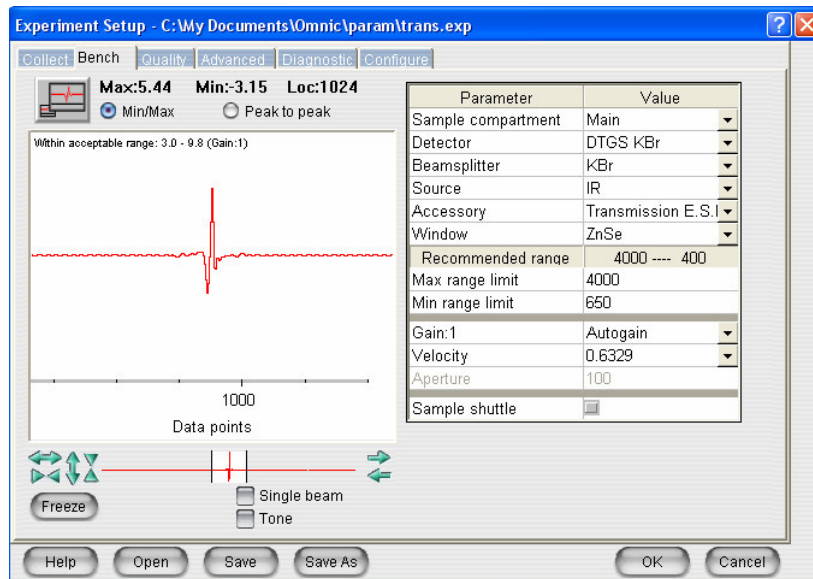 Experiment Setup - C:\My Documents\Omnic\param\trans.exp
Collect Bench Quality Advanced Diagnostic Configure
Max:5.44 Min:-3.15 Loc:1024
Min/Max Peak to peak
Within acceptable range: 3.0 - 9.8 (Gain:1)
1000
Data points
Single beam
Tone
Freeze
Parameter Value
Sample compartment Main
Detector DTGS KBr
Beamsplitter KBr
Source IR
Accessory Transmission E.S.
Window ZnSe
Recommended range 4000 ---- 400
Max range limit 4000
Min range limit 650
Gain:1 Autogain
Velocity 0.6329
Aperture 100
Sample shuttle
Help Open Save Save As OK Cancel